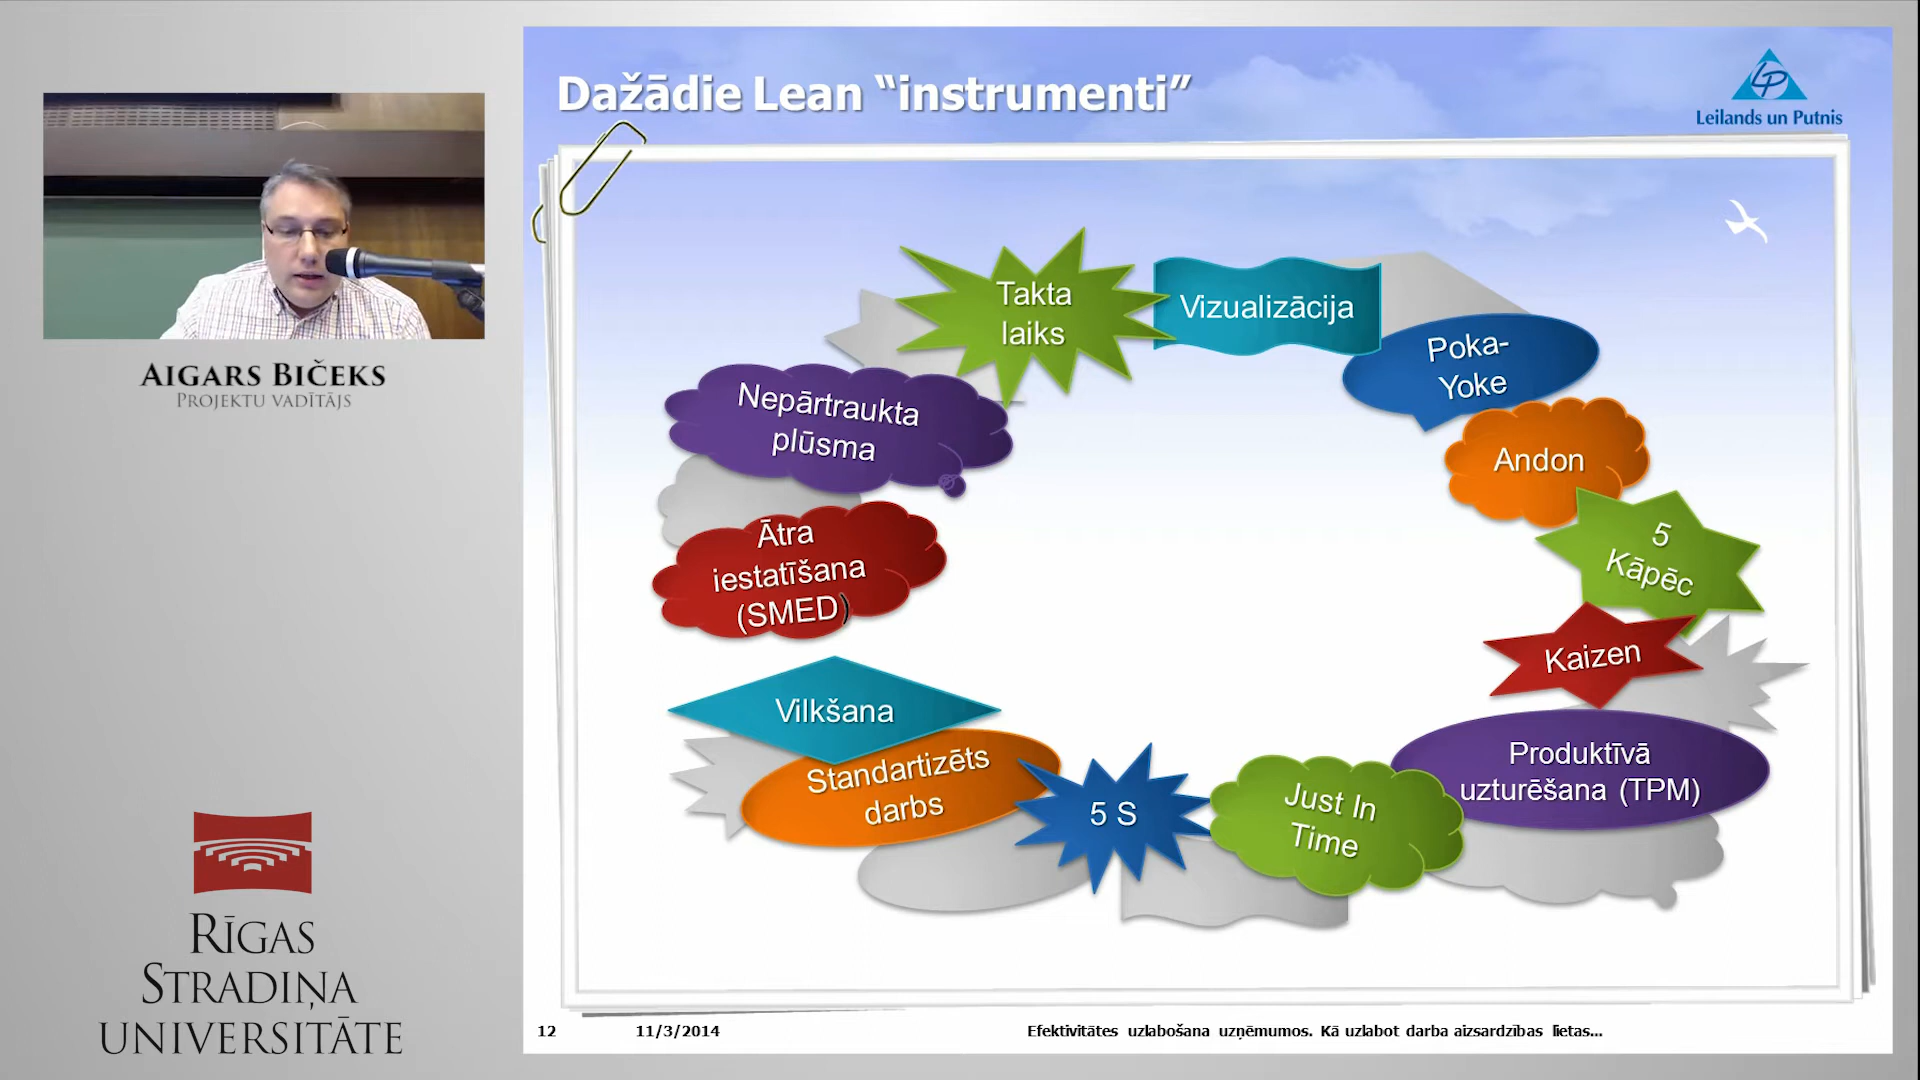 Dažādie Lean “instrumenti”
LP
Leilands un Putnis
AIGARS BIČEKS
PROJEKTU VADĪTĀJS
Takta
laiks
Vizualizācija
Poka-
Yoke
Andon
5
Kāpēc
Kaizen
Produktīvā
uzturēšana (TPM)
Just In
Time
5 S
Standartizēts
darbs
Vilkšana
Ātra
iestatīšana
(SMED)
Nepārtraukta
plūsma
RĪGAS
STRADIŅA
UNIVERSITĀTE
12
11/3/2014
Efektivitātes uzlabošana uzņēmumos. Kā uzlabot darba aizsardzības lietas...